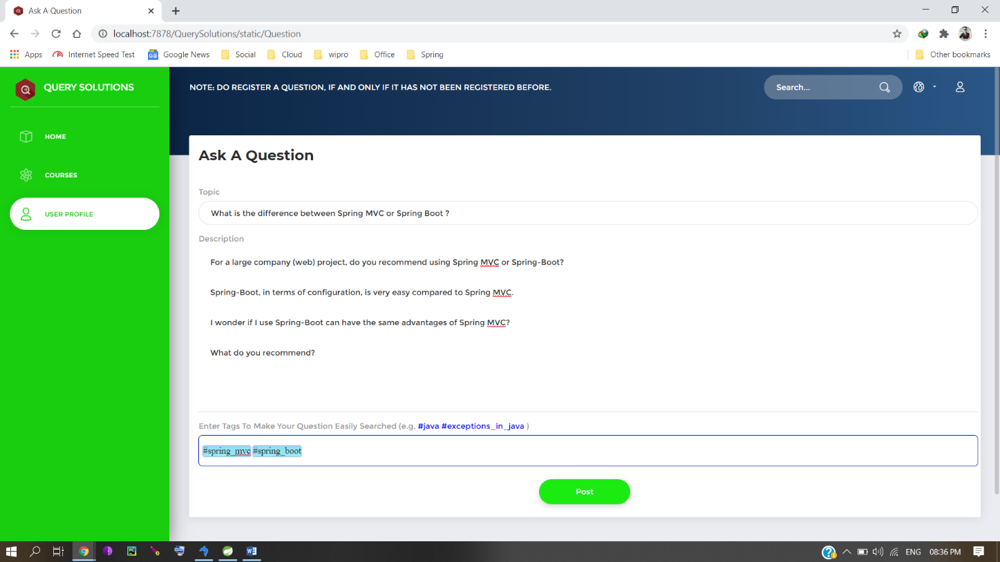 Ask A Question
localhost:7878/QuerySolutions/static/Question
Apps
Internet Speed Test
GE
Google News
Social
Cloud
wipro
Office
Spring
Other bookmarks
QUERY SOLUTIONS
NOTE: DO REGISTER A QUESTION, IF AND ONLY IF IT HAS NOT BEEN REGISTERED BEFORE.
Search...
HOME
COURSES
USER PROFILE
Ask A Question
Topic
What is the difference between Spring MVC or Spring Boot ?
Description
For a large company (web) project, do you recommend using Spring MVC or Spring-Boot?
Spring-Boot, in terms of configuration, is very easy compared to Spring MVC.
I wonder if I use Spring-Boot can have the same advantages of Spring MVC?
What do you recommend?
Enter Tags To Make Your Question Easily Searched (e.g. #java #exceptions_in_java )
#spring_mvc #spring_boot
Post
PC
W
ENG
08:36 PM